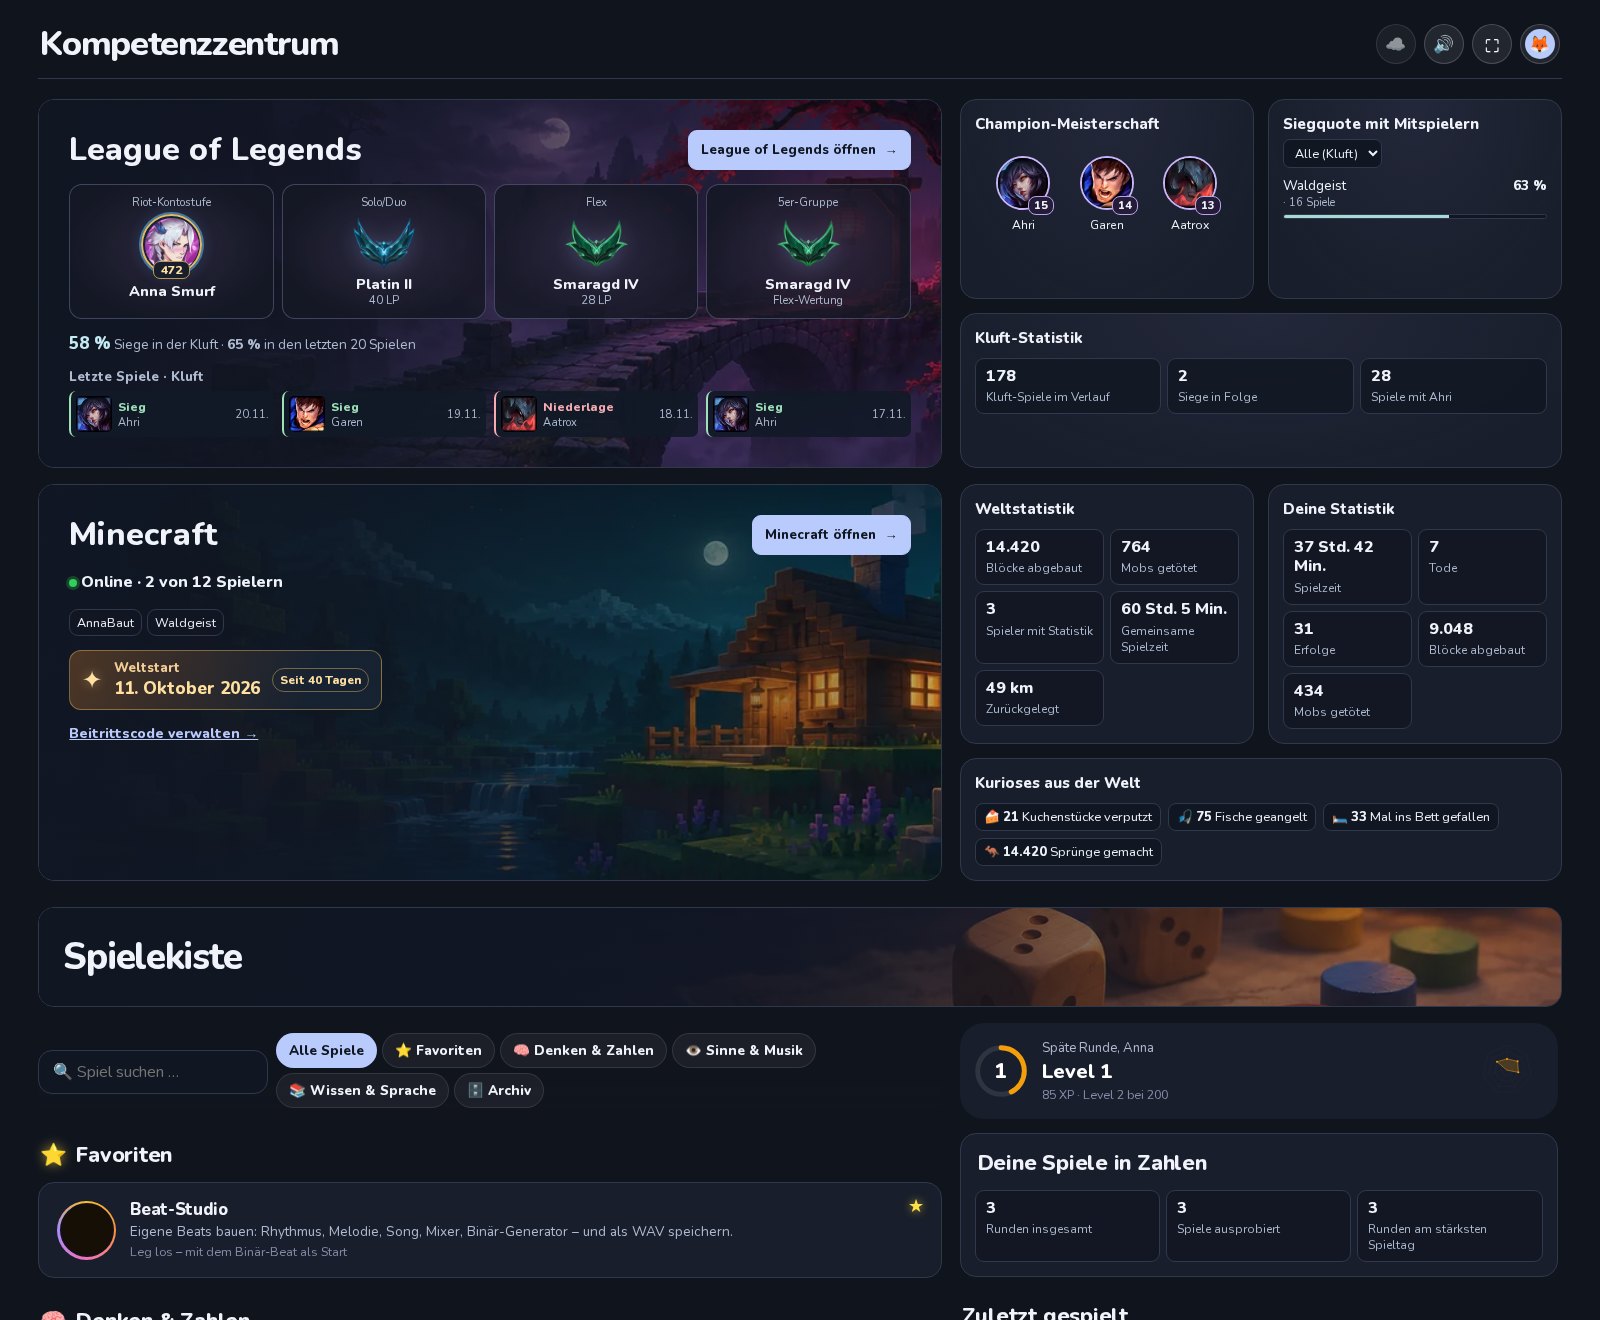 Kompetenzzentrum
League of Legends
League of Legends öffnen →
Riot-Kontostufe
472
Anna Smurf
Solo/Duo
Platin II
40 LP
Flex
Smaragd IV
28 LP
5er-Gruppe
Smaragd IV
Flex-Wertung
58 % Siege in der Kluft · 65 % in den letzten 20 Spielen
Letzte Spiele · Kluft
Sieg
Ahri
20.11.
Sieg
Garen
19.11.
Niederlage
Aatrox
18.11.
Sieg
Ahri
17.11.
Champion-Meisterschaft
15
Ahri
14
Garen
13
Aatrox
Siegquote mit Mitspielern
Alle (Kluft)
Waldgeist 63 %
· 16 Spiele
Kluft-Statistik
178
Kluft-Spiele im Verlauf
2
Siege in Folge
28
Spiele mit Ahri
Minecraft
Minecraft öffnen →
Online · 2 von 12 Spielern
AnnaBaut
Waldgeist
Weltstart
11. Oktober 2026
Seit 40 Tagen
Beitrittscode verwalten →
Weltstatistik
14.420
Blöcke abgebaut
764
Mobs getötet
3
Spieler mit Statistik
60 Std. 5 Min.
Gemeinsame
Spielzeit
49 km
Zurückgelegt
Deine Statistik
37 Std. 42
Min.
Spielzeit
7
Tode
31
Erfolge
9.048
Blöcke abgebaut
434
Mobs getötet
Kurioses aus der Welt
21 Kuchenstücke verputzt
75 Fische geangelt
33 Mal ins Bett gefallen
14.420 Sprünge gemacht
Spielekiste
Spiel suchen ...
Alle Spiele
Favoriten
Denken & Zahlen
Sinne & Musik
Wissen & Sprache
Archiv
1
Späte Runde, Anna
Level 1
85 XP · Level 2 bei 200
Favoriten
Beat-Studio
Eigene Beats bauen: Rhythmus, Melodie, Song, Mixer, Binär-Generator – und als WAV speichern.
Leg los – mit dem Binär-Beat als Start
Deine Spiele in Zahlen
3
Runden insgesamt
3
Spiele ausprobiert
3
Runden am stärksten
Spieltag
Denken & Zahlen
Zuletzt gespielt